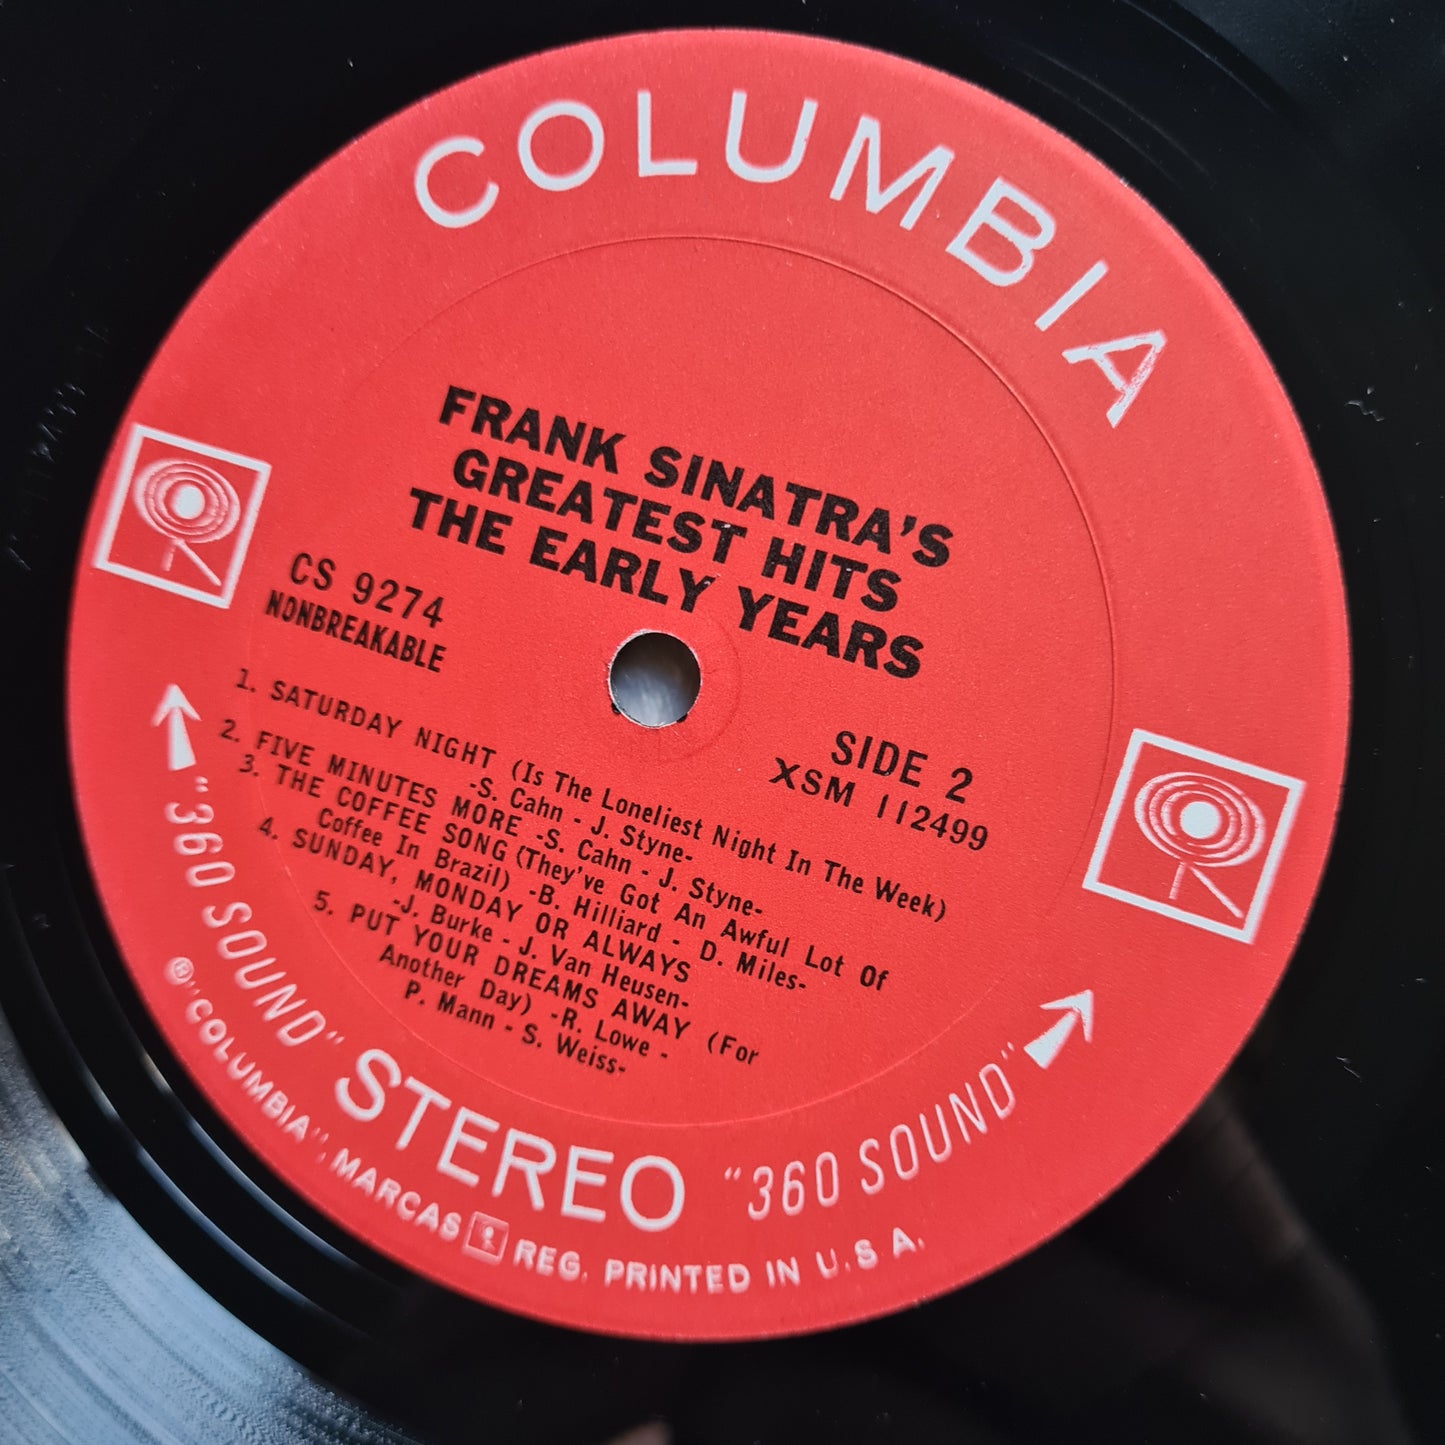 COLUMBIA
FRANK SINATRA'S
GREATEST HITS
THE EARLY YEARS
CS 9274
NONBREAKABLE
SIDE 2
XSM 112499
1. SATURDAY NIGHT (Is The Loneliest Night In The Week)
-S. Cahn - J. Styne-
2. FIVE MINUTES MORE -S. Cahn - J. Styne-
3. THE COFFEE SONG (They've Got An Awful Lot Of
Coffee In Brazil) -B. Hilliard - D. Miles-
4. SUNDAY, MONDAY OR ALWAYS
-J. Burke - J. Van Heusen-
5. PUT YOUR DREAMS AWAY (For
Another Day) -R. Lowe -
P. Mann - S. Weiss-
"360 SOUND" STEREO "360 SOUND"
® "COLUMBIA", MARCAS REG. PRINTED IN U.S A.